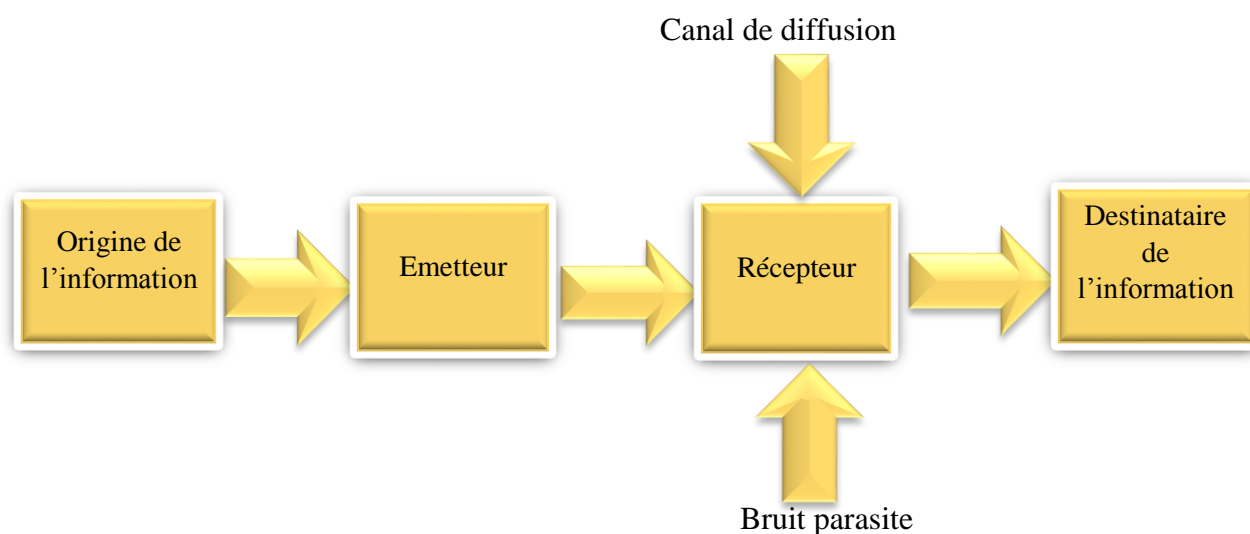 Canal de diffusion
Origine de
l’information
Emetteur
Récepteur
Destinataire
de
l’information
Bruit parasite